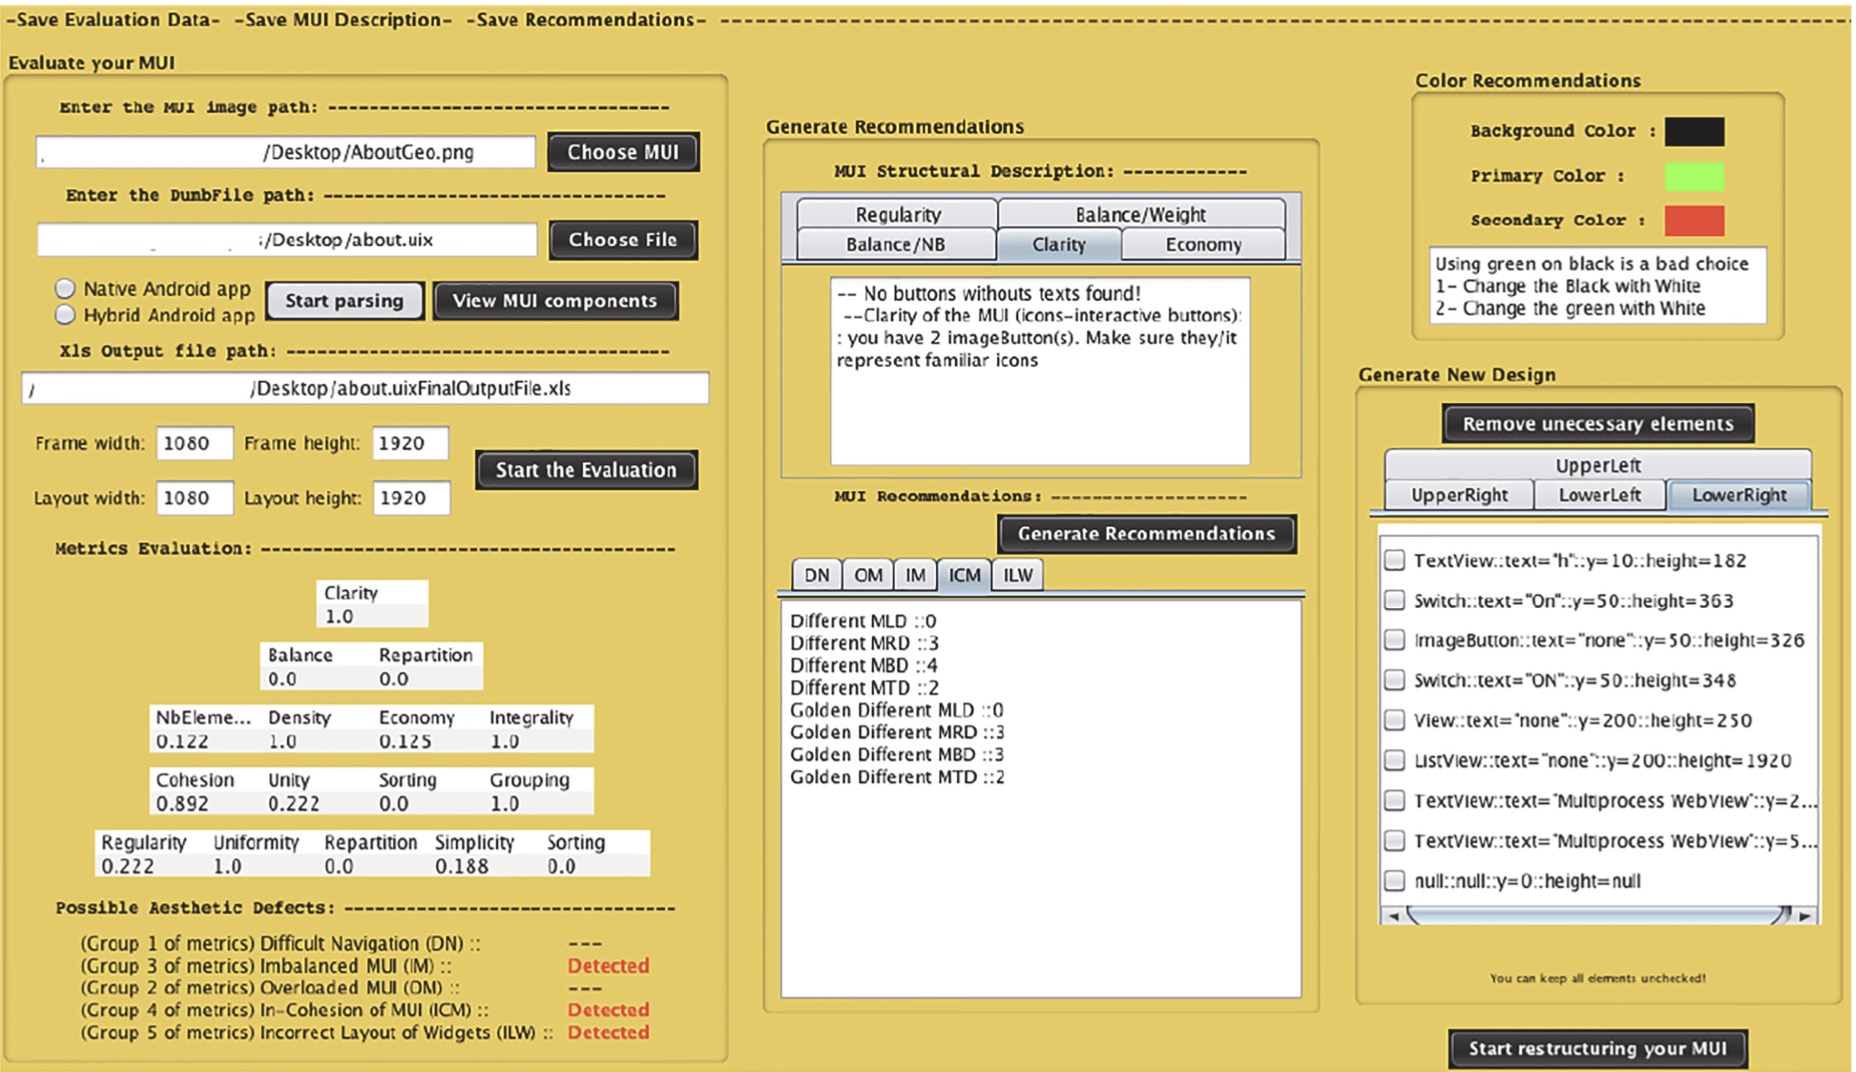 -Save Evaluation Data- -Save MUI Description- -Save Recommendations-
Evaluate your MUI
Enter the MUI image path:
/Desktop/AboutGeo.png
Choose MUI
Enter the DumbFile path:
/Desktop/about.uix
Choose File
Native Android app
Hybrid Android app
Start parsing
View MUI components
Xls Output file path:
/ /Desktop/about.uixFinalOutputFile.xls
Frame width: 1080 Frame height: 1920
Layout width: 1080 Layout height: 1920
Start the Evaluation
Metrics Evaluation:
Clarity
1.0
Balance Repartition
0.0 0.0
NbEleme... Density Economy Integrality
0.122 1.0 0.125 1.0
Cohesion Unity Sorting Grouping
0.892 0.222 0.0 1.0
Regularity Uniformity Repartition Simplicity Sorting
0.222 1.0 0.0 0.188 0.0
Possible Aesthetic Defects:
(Group 1 of metrics) Difficult Navigation (DN) :: ---
(Group 3 of metrics) Imbalanced MUI (IM) :: Detected
(Group 2 of metrics) Overloaded MUI (OM) :: ---
(Group 4 of metrics) In-Cohesion of MUI (ICM) :: Detected
(Group 5 of metrics) Incorrect Layout of Widgets (ILW) :: Detected
Generate Recommendations
MUI Structural Description:
Regularity Balance/Weight
Balance/NB Clarity Economy
-- No buttons withouts texts found!
--Clarity of the MUI (icons-interactive buttons):
: you have 2 imageButton(s). Make sure they/it
represent familiar icons
MUI Recommendations:
Generate Recommendations
DN OM IM ICM ILW
Different MLD ::0
Different MRD ::3
Different MBD ::4
Different MTD ::2
Golden Different MLD ::0
Golden Different MRD ::3
Golden Different MBD ::3
Golden Different MTD ::2
Color Recommendations
Background Color :
Primary Color :
Secondary Color :
Using green on black is a bad choice
1- Change the Black with White
2- Change the green with White
Generate New Design
Remove unecessary elements
UpperLeft
UpperRight LowerLeft LowerRight
TextView::text="h"::y=10::height=182
Switch::text="On"::y=50::height=363
ImageButton::text="none"::y=50::height=326
Switch::text="ON"::y=50::height=348
View::text="none"::y=200::height=250
ListView::text="none"::y=200::height=1920
TextView::text="Multiprocess WebView"::y=2...
TextView::text="Multiprocess WebView"::y=5...
null::null::y=0::height=null
You can keep all elements unchecked!
Start restructuring your MUI